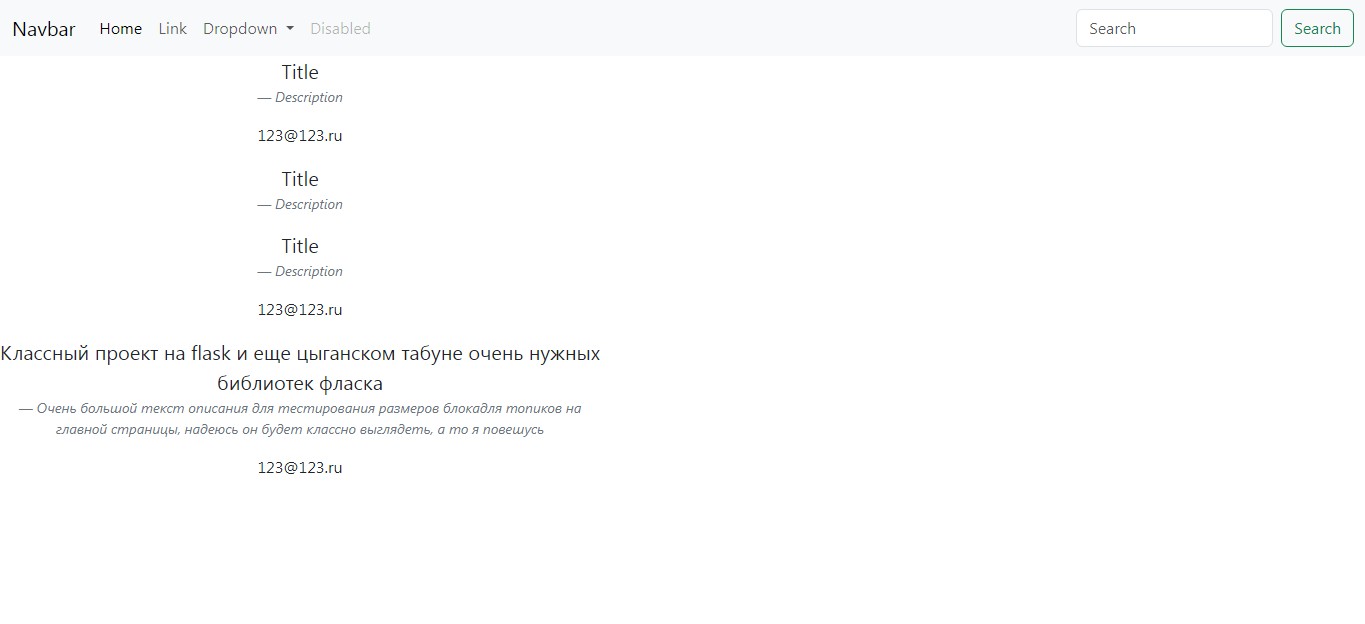 Navbar Home Link Dropdown Disabled Search Search
Title
— Description
123@123.ru
Title
— Description
Title
— Description
123@123.ru
Классный проект на flask и еще цыганском табуне очень нужных
библиотек фласка
— Очень большой текст описания для тестирования размеров блокадля топиков на
главной страницы, надеюсь он будет классно выглядеть, а то я повешусь
123@123.ru